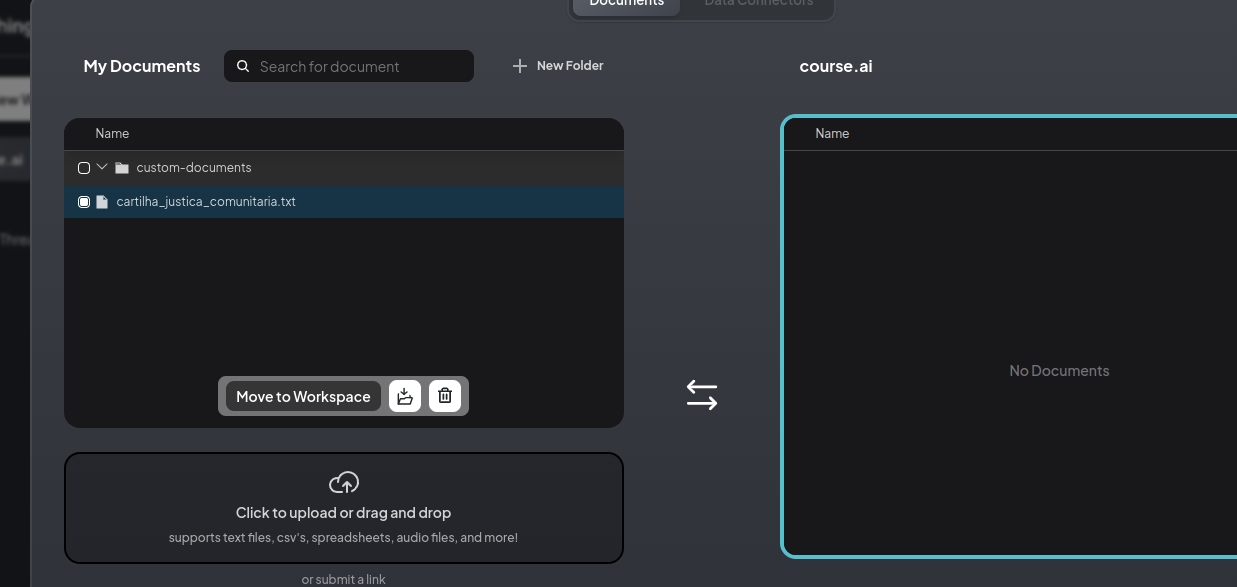 Documents
Data Connectors
My Documents
Search for document
New Folder
course.ai
Name
custom-documents
cartilha_justica_comunitaria.txt
Move to Workspace
Click to upload or drag and drop
supports text files, csv's, spreadsheets, audio files, and more!
or submit a link
Name
No Documents